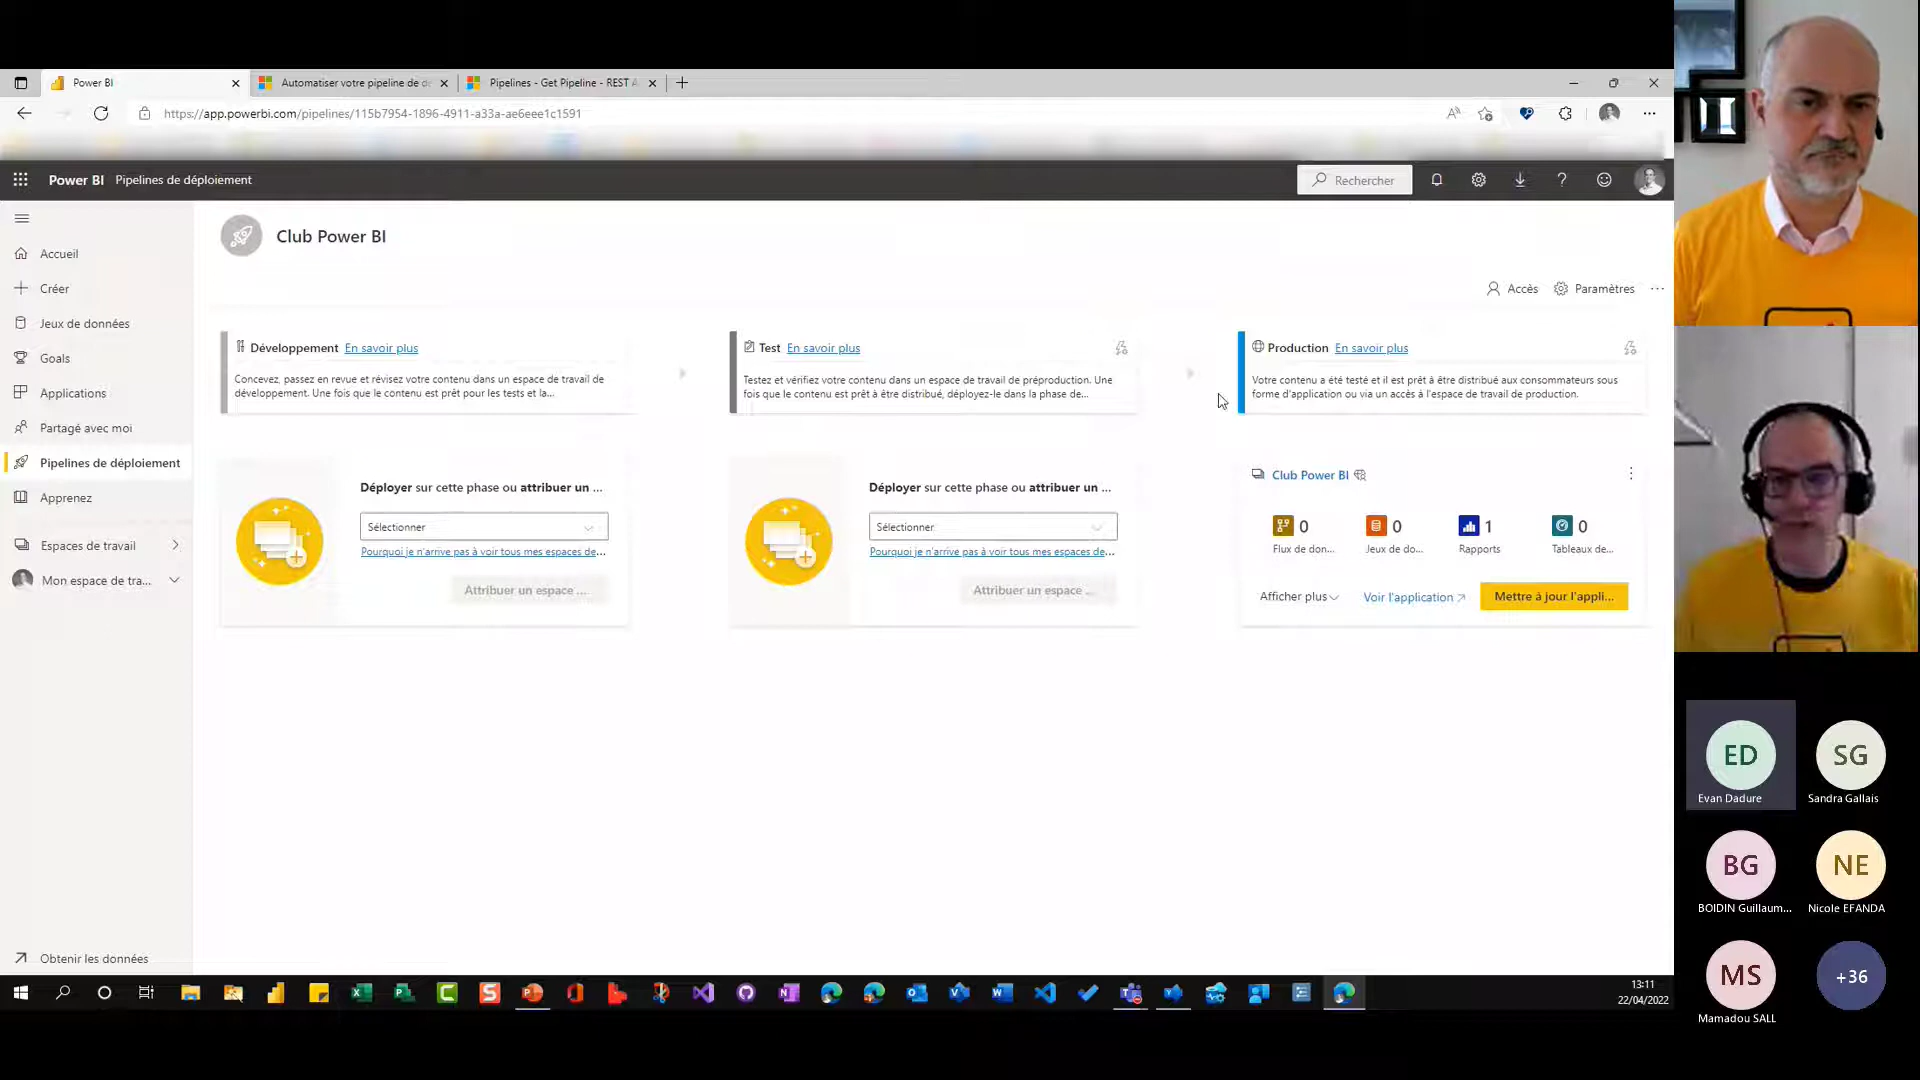 Power BI
Automatiser votre pipeline de de
Pipelines - Get Pipeline - REST A
https://app.powerbi.com/pipelines/115b7954-1896-4911-a33a-ae6eee1c1591
Power BI Pipelines de déploiement
Rechercher
Club Power BI
Accueil
Créer
Jeux de données
Goals
Applications
Partagé avec moi
Pipelines de déploiement
Apprenez
Espaces de travail
Mon espace de tra...
Obtenir les données
Accès
Paramètres
Développement En savoir plus
Concevez, passez en revue et révisez votre contenu dans un espace de travail de
développement. Une fois que le contenu est prêt pour les tests et la...
Test En savoir plus
Testez et vérifiez votre contenu dans un espace de travail de préproduction. Une
fois que le contenu est prêt à être distribué, déployez-le dans la phase de...
Production En savoir plus
Votre contenu a été testé et il est prêt à être distribué aux consommateurs sous
forme d'application ou via un accès à l'espace de travail de production.
Déployer sur cette phase ou attribuer un ...
Sélectionner
Pourquoi je n'arrive pas à voir tous mes espaces de...
Attribuer un espace ...
Déployer sur cette phase ou attribuer un ...
Sélectionner
Pourquoi je n'arrive pas à voir tous mes espaces de...
Attribuer un espace ...
Club Power BI
0
Flux de don...
0
Jeux de do...
1
Rapports
0
Tableaux de...
Afficher plus
Voir l'application
Mettre à jour l'appli...
13:11
22/04/2022
ED
Evan Dadure
SG
Sandra Gallais
BG
BOIDIN Guillaum...
NE
Nicole EFANDA
MS
Mamadou SALL
+36